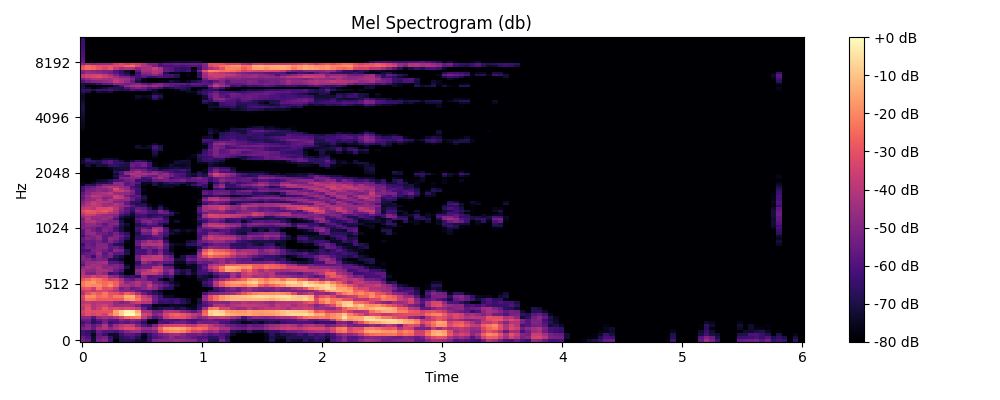 Mel Spectrogram (db)
8192
4096
2048
1024
512
0
Hz
0 1 2 3 4 5 6
Time
+0 dB
-10 dB
-20 dB
-30 dB
-40 dB
-50 dB
-60 dB
-70 dB
-80 dB